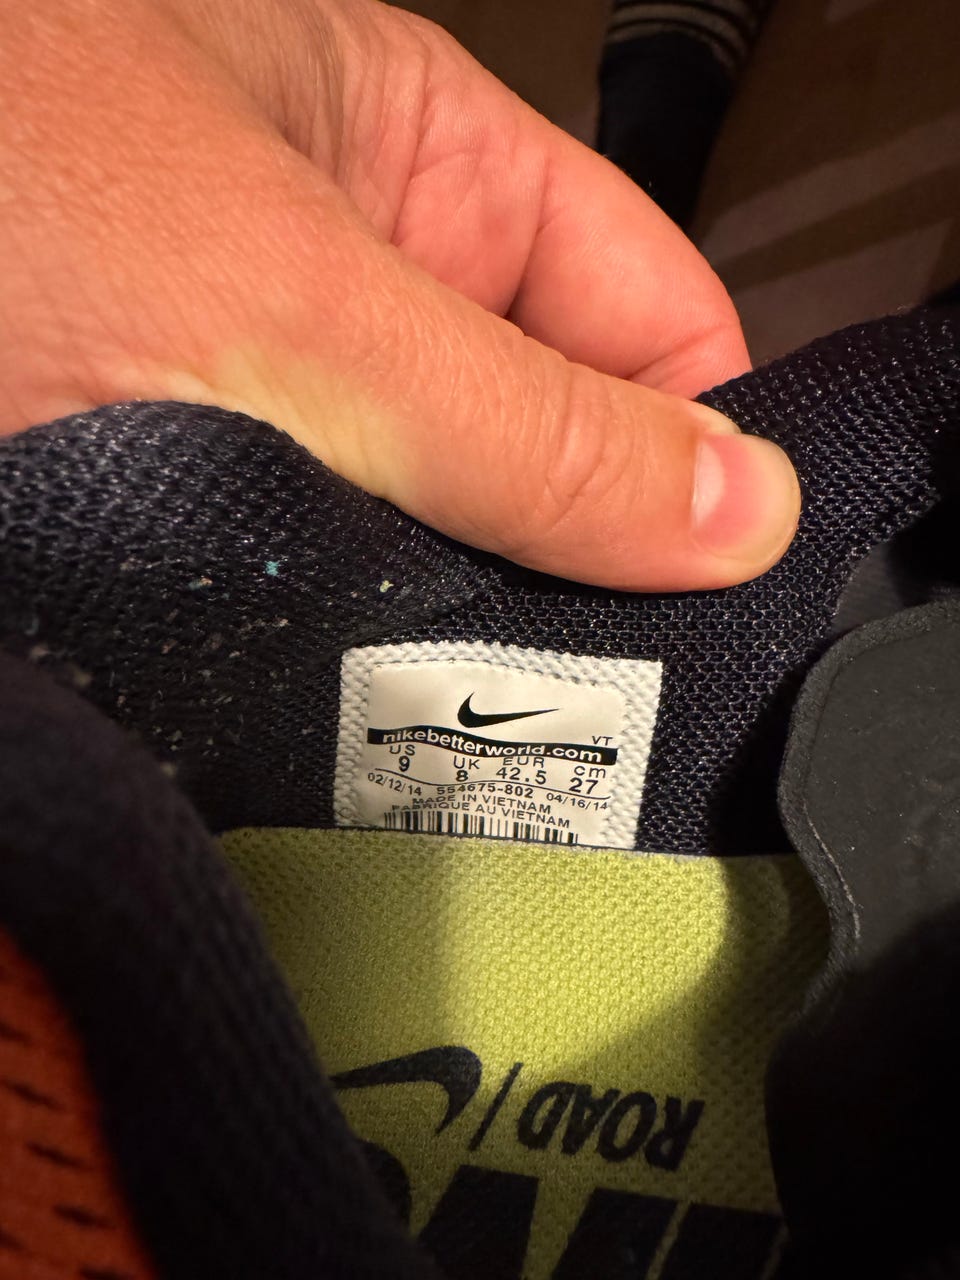 VT
nikebetterworld.com
US UK EUR cm
9 8 42.5 27
02/12/14 554675-802 04/16/14
MADE IN VIETNAM
FABRIQUE AU VIETNAM
/ROAD